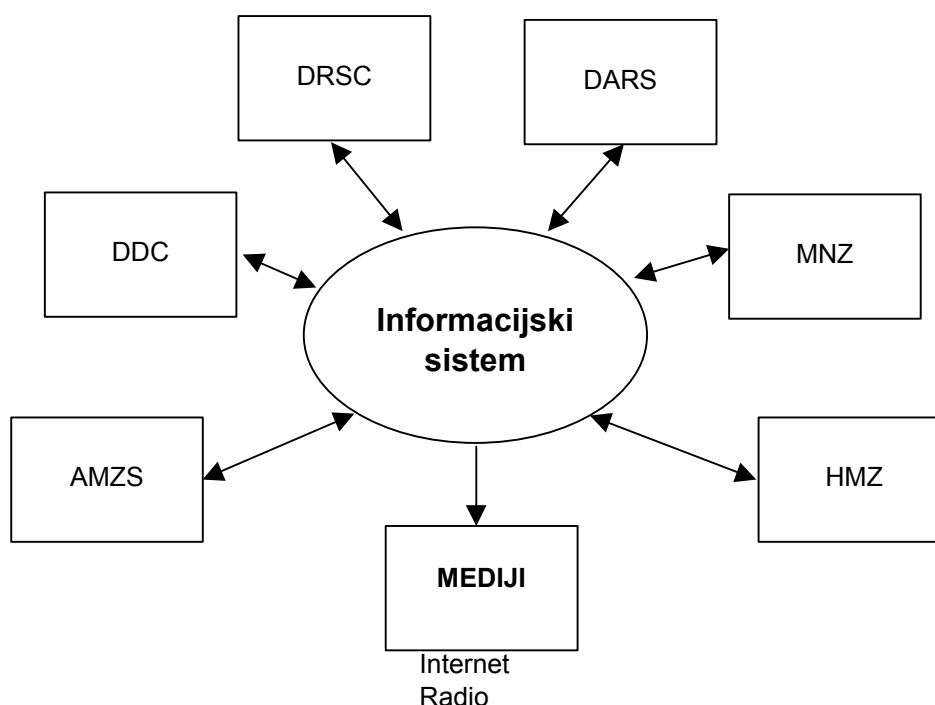 DRSC
DARS
DDC
MNZ
Informacijski
sistem
AMZS
HMZ
MEDIJI
Internet
Radio